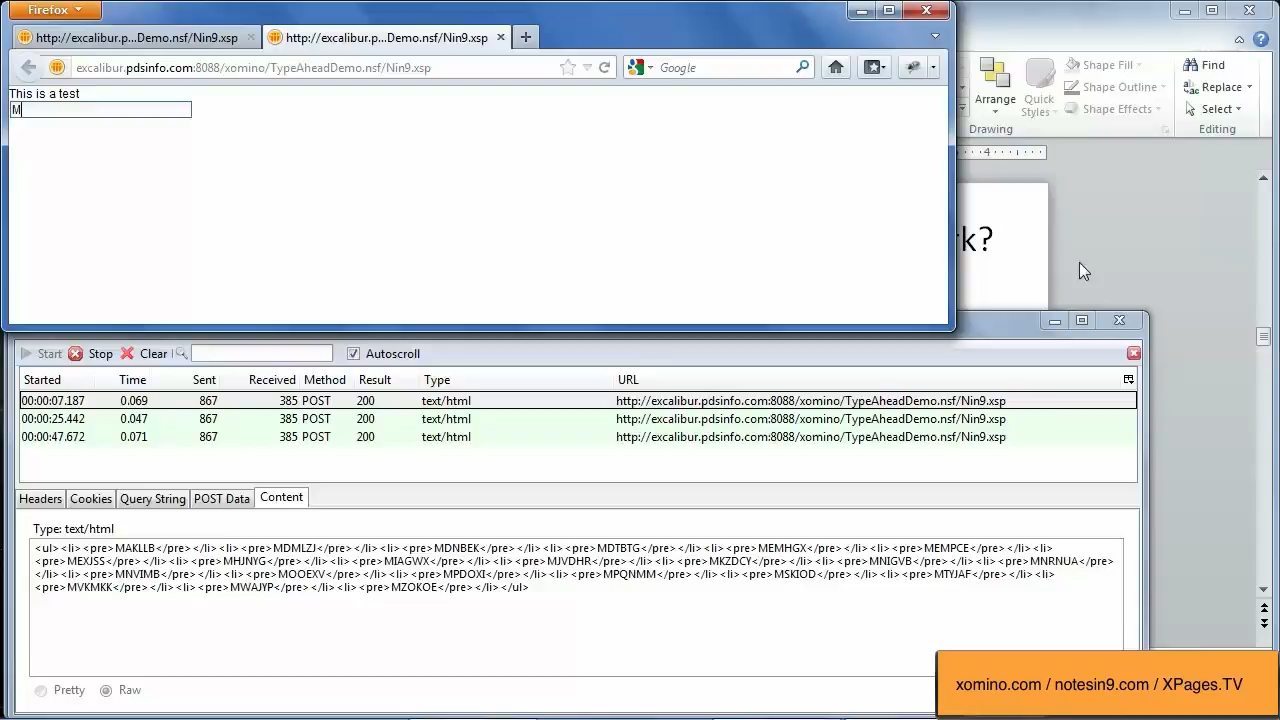 Firefox
http://excalibur.p...Demo.nsf/Nin9.xsp
http://excalibur.p...Demo.nsf/Nin9.xsp
excalibur.pdsinfo.com:8088/xomino/TypeAheadDemo.nsf/Nin9.xsp
Google
This is a test
M
Arrange
Quick Styles
Shape Fill
Shape Outline
Shape Effects
Drawing
Find
Replace
Select
Editing
4
rk?
Start Stop Clear Autoscroll
Started Time Sent Received Method Result Type URL
00:00:07.187 0.069 867 385 POST 200 text/html http://excalibur.pdsinfo.com:8088/xomino/TypeAheadDemo.nsf/Nin9.xsp
00:00:25.442 0.047 867 385 POST 200 text/html http://excalibur.pdsinfo.com:8088/xomino/TypeAheadDemo.nsf/Nin9.xsp
00:00:47.672 0.071 867 385 POST 200 text/html http://excalibur.pdsinfo.com:8088/xomino/TypeAheadDemo.nsf/Nin9.xsp
Headers Cookies Query String POST Data Content
Type: text/html
<ul><li><pre>MAKLLB</pre></li><li><pre>MDMLZJ</pre></li><li><pre>MDNBEK</pre></li><li><pre>MDTBTG</pre></li><li><pre>MEMHGX</pre></li><li><pre>MEMPCE</pre></li><li>
<pre>MEXJSS</pre></li><li><pre>MHJNYG</pre></li><li><pre>MIAGWX</pre></li><li><pre>MJVDHR</pre></li><li><pre>MKZDCY</pre></li><li><pre>MNIGVB</pre></li><li><pre>MNRNUA</pre>
</li><li><pre>MNVIMB</pre></li><li><pre>MOOEXV</pre></li><li><pre>MPDOXI</pre></li><li><pre>MPQNMM</pre></li><li><pre>MSKIOD</pre></li><li><pre>MTYJAF</pre></li><li>
<pre>MVKMKK</pre></li><li><pre>MWAJYP</pre></li><li><pre>MZOKOE</pre></li></ul>
Pretty Raw
xomino.com / notesin9.com / XPages.TV